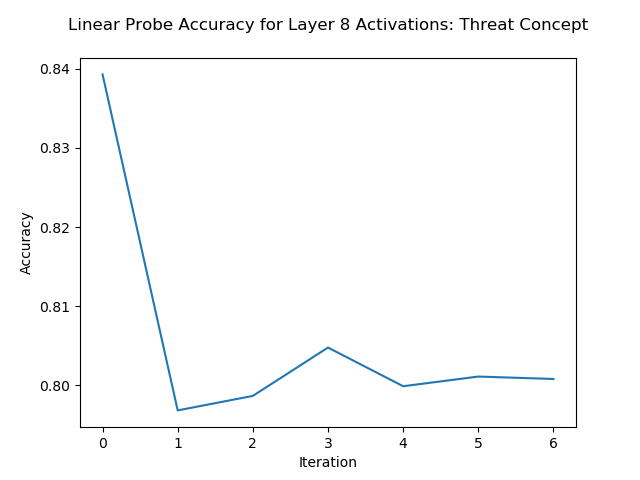 Linear Probe Accuracy for Layer 8 Activations: Threat Concept
0.84
0.83
0.82
0.81
0.80
Accuracy
0 1 2 3 4 5 6
Iteration